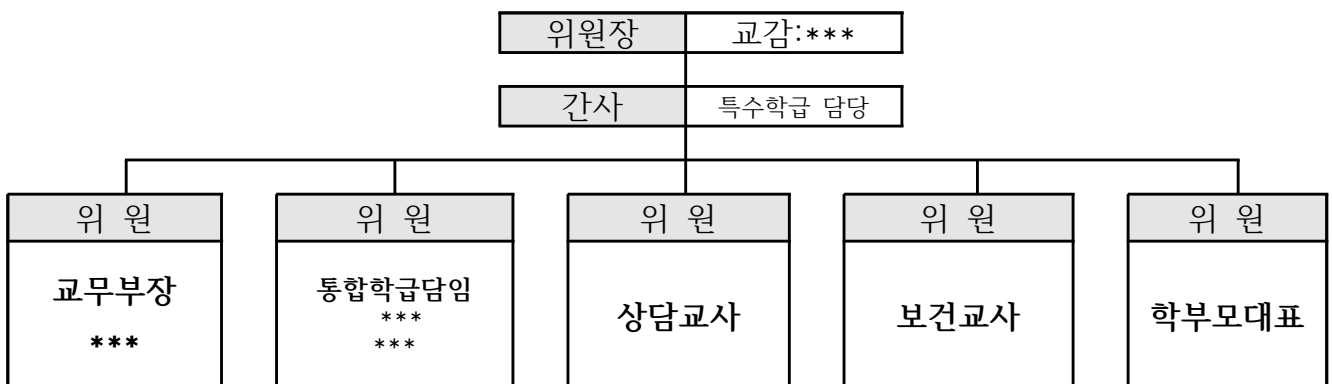 위원장 교감:***
간사 특수학급 담당
위 원 위 원 위 원 위 원 위 원
교무부장
***
통합학급담임
***
***
상담교사
보건교사
학부모대표